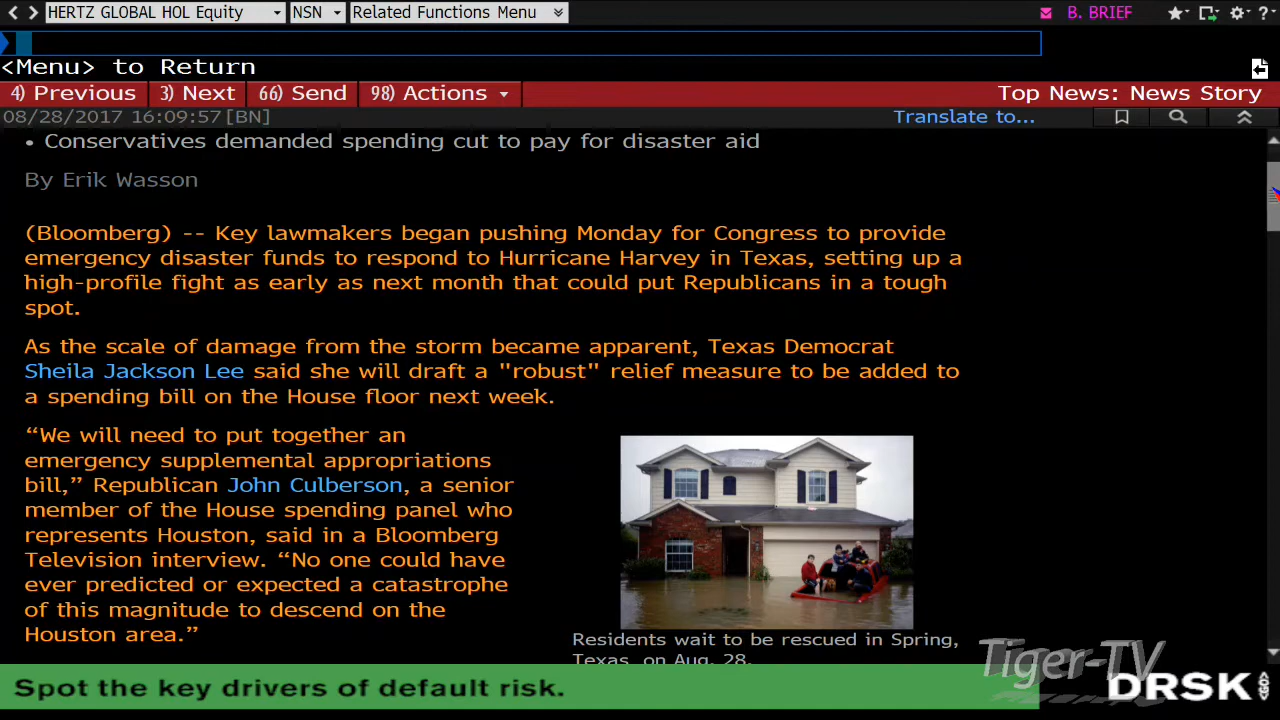 HERTZ GLOBAL HOL Equity NSN Related Functions Menu B. BRIEF
<Menu> to Return
4) Previous 3) Next 66) Send 98) Actions Top News: News Story
08/28/2017 16:09:57[BN] Translate to...
• Conservatives demanded spending cut to pay for disaster aid
By Erik Wasson
(Bloomberg) -- Key lawmakers began pushing Monday for Congress to provide
emergency disaster funds to respond to Hurricane Harvey in Texas, setting up a
high-profile fight as early as next month that could put Republicans in a tough
spot.
As the scale of damage from the storm became apparent, Texas Democrat
Sheila Jackson Lee said she will draft a "robust" relief measure to be added to
a spending bill on the House floor next week.
“We will need to put together an
emergency supplemental appropriations
bill,” Republican John Culberson, a senior
member of the House spending panel who
represents Houston, said in a Bloomberg
Television interview. “No one could have
ever predicted or expected a catastrophe
of this magnitude to descend on the
Houston area.”
Residents wait to be rescued in Spring,
Texas, on Aug. 28.
Tiger-TV
Spot the key drivers of default risk.
DRSK <GO>